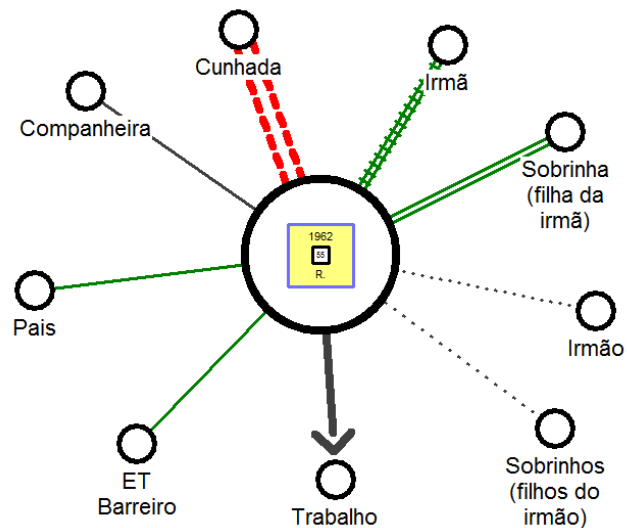 Cunhada
Irmã
Companheira
Sobrinha
(filha da
irmã)
1962
55
R.
Pais
Irmão
ET
Barreiro
Trabalho
Sobrinhos
(filhos do
irmão)